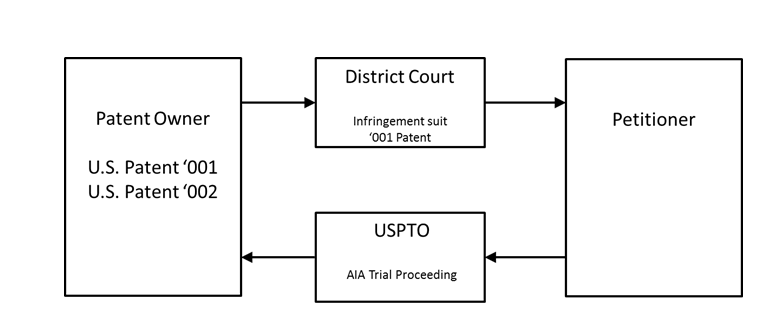 Patent Owner
U.S. Patent ‘001
U.S. Patent ‘002
District Court
Infringement suit
‘001 Patent
Petitioner
USPTO
AIA Trial Proceeding